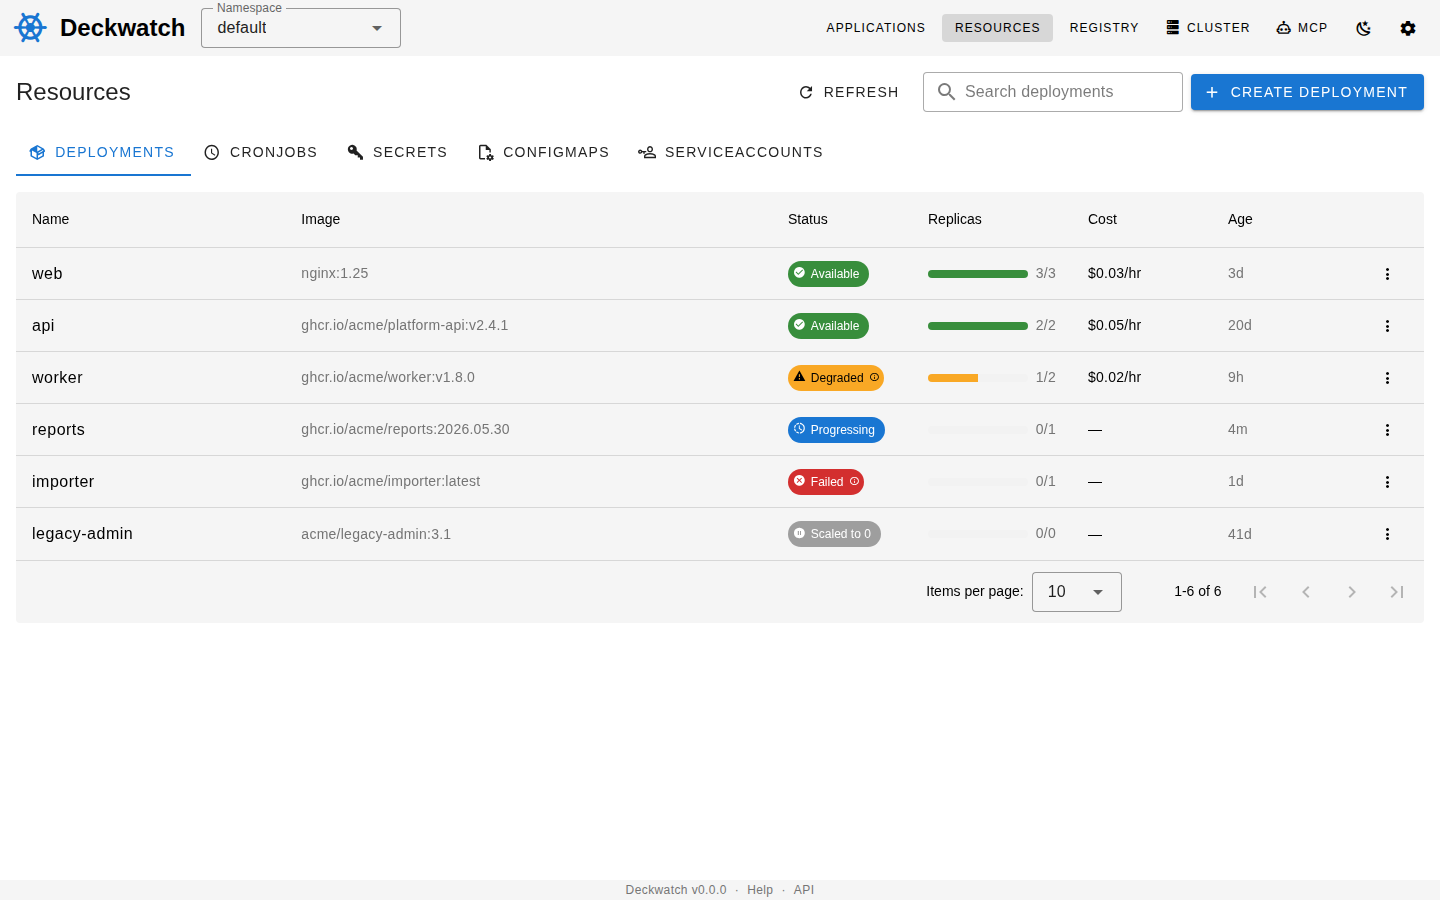 Deckwatch
Namespace
default
APPLICATIONS
RESOURCES
REGISTRY
CLUSTER
MCP
Resources
REFRESH
Search deployments
CREATE DEPLOYMENT
DEPLOYMENTS
CRONJOBS
SECRETS
CONFIGMAPS
SERVICEACCOUNTS
Name Image Status Replicas Cost Age
web nginx:1.25 Available 3/3 $0.03/hr 3d
api ghcr.io/acme/platform-api:v2.4.1 Available 2/2 $0.05/hr 20d
worker ghcr.io/acme/worker:v1.8.0 Degraded 1/2 $0.02/hr 9h
reports ghcr.io/acme/reports:2026.05.30 Progressing 0/1 — 4m
importer ghcr.io/acme/importer:latest Failed 0/1 — 1d
legacy-admin acme/legacy-admin:3.1 Scaled to 0 0/0 — 41d
Items per page: 10 1-6 of 6
Deckwatch v0.0.0 · Help · API